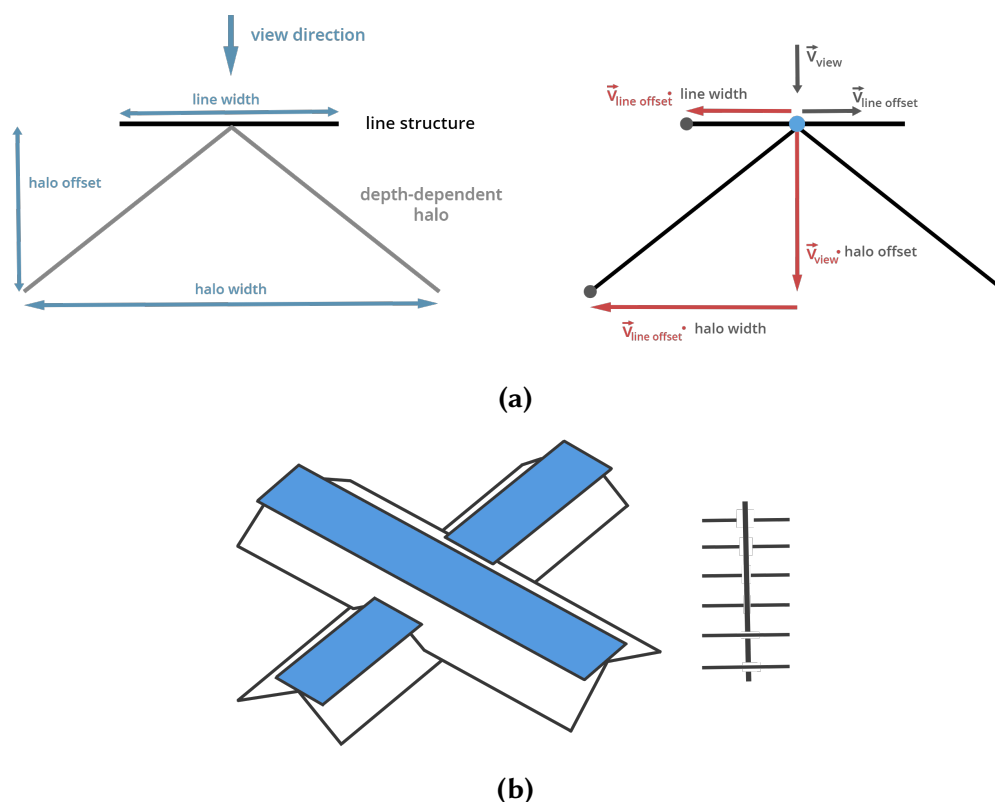 view direction
line width
line structure
halo offset
depth-dependent
halo
halo width
V view
V line offset · line width
V line offset
V view · halo offset
V line offset · halo width
(a)
(b)